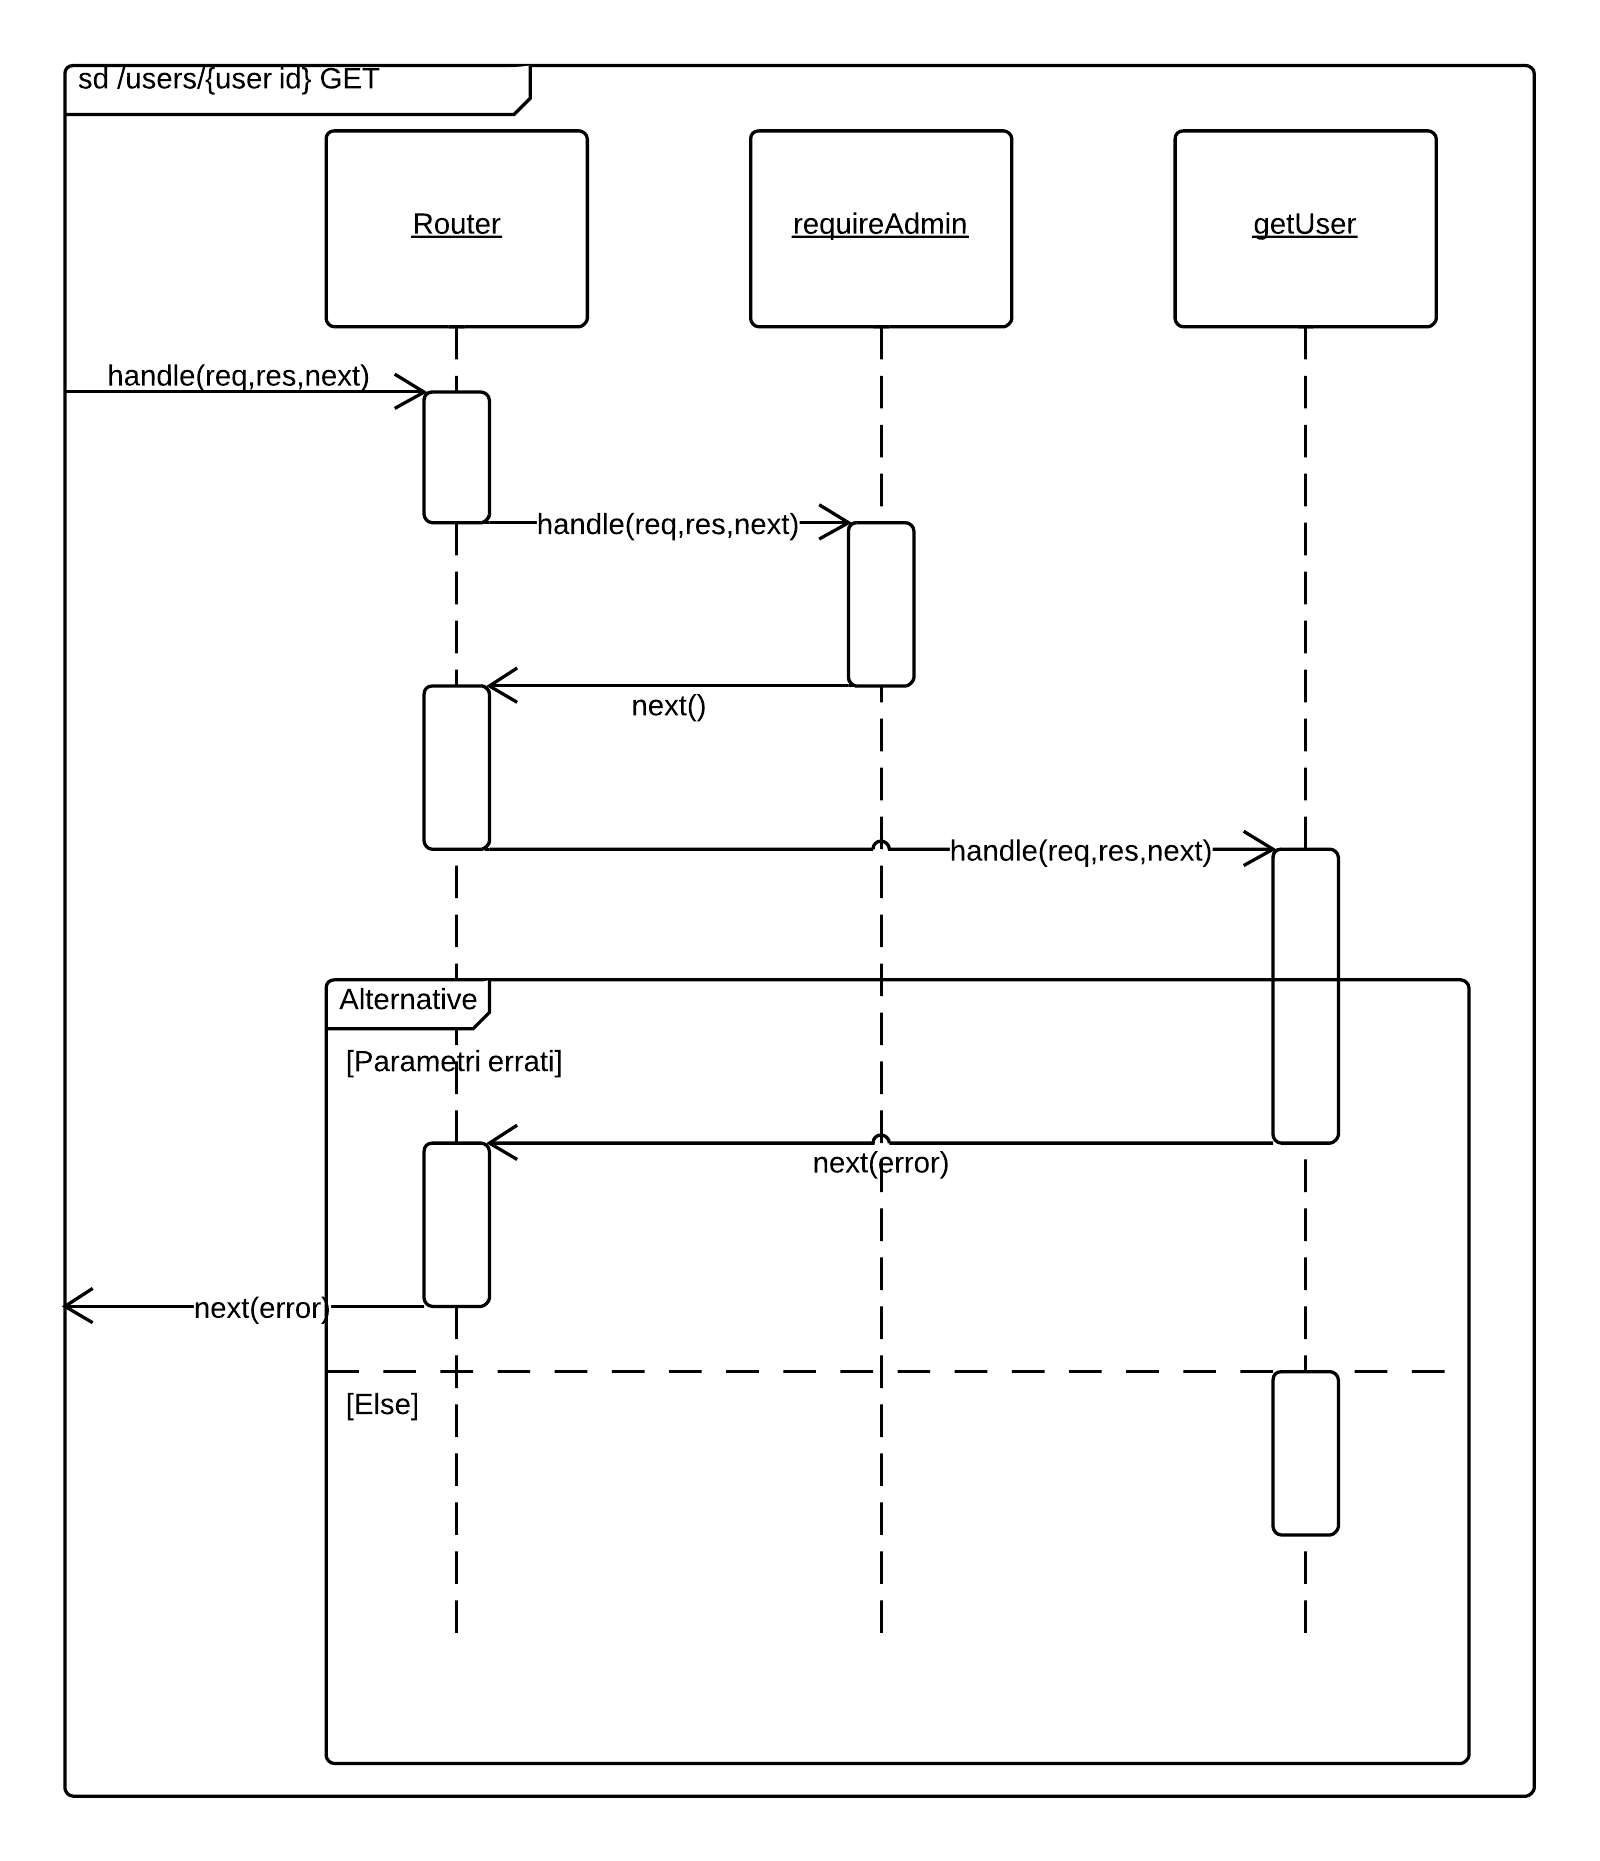 sd /users/{user id} GET
Router
requireAdmin
getUser
handle(req,res,next)
handle(req,res,next)
next()
handle(req,res,next)
Alternative
[Parametri errati]
next(error)
next(error)
[Else]